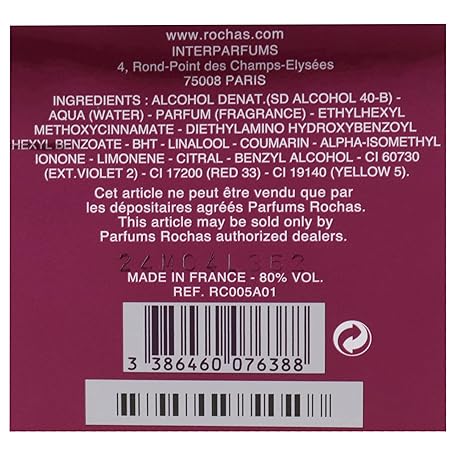 www.rochas.com
INTERPARFUMS
4, Rond-Point des Champs-Elysées
75008 PARIS
INGREDIENTS : ALCOHOL DENAT.(SD ALCOHOL 40-B) -
AQUA (WATER) - PARFUM (FRAGRANCE) - ETHYLHEXYL
METHOXYCINNAMATE - DIETHYLAMINO HYDROXYBENZOYL
HEXYL BENZOATE - BHT - LINALOOL - COUMARIN - ALPHA-ISOMETHYL
IONONE - LIMONENE - CITRAL - BENZYL ALCOHOL - CI 60730
(EXT.VIOLET 2) - CI 17200 (RED 33) - CI 19140 (YELLOW 5).
Cet article ne peut être vendu que par
les dépositaires agréés Parfums Rochas.
This article may be sold only by
Parfums Rochas authorized dealers.
MADE IN FRANCE - 80% VOL.
REF. RC005A01
3 386460 076388